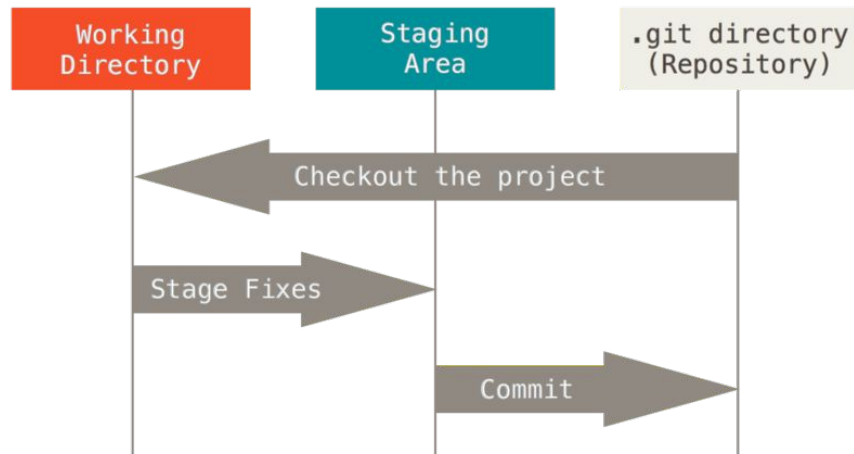 Working
Directory
Staging
Area
.git directory
(Repository)
Checkout the project
Stage Fixes
Commit